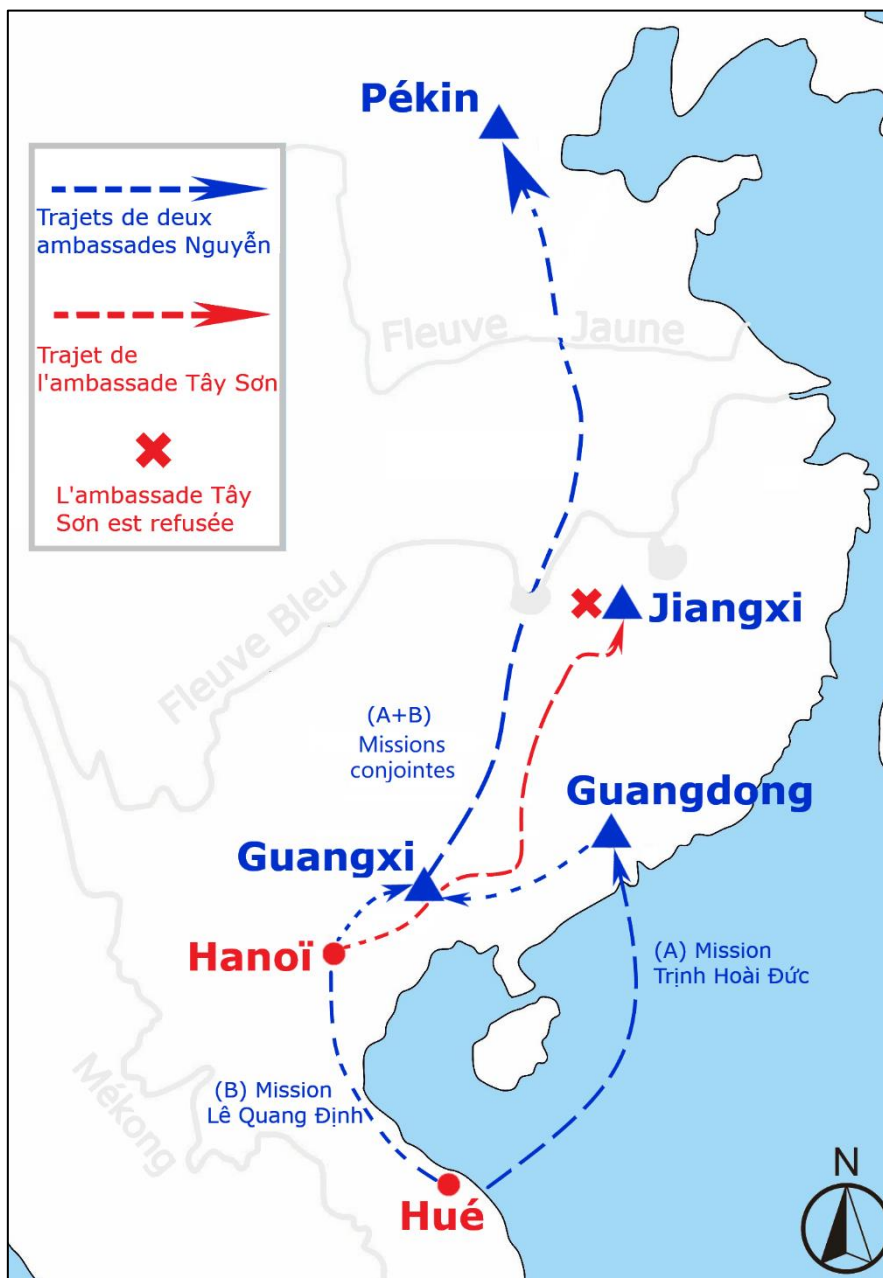 Pékin
Trajets de deux
ambassades Nguyễn
Trajet de
l'ambassade Tây Sơn
L'ambassade Tây
Sơn est refusée
Fleuve Jaune
Fleuve Bleu
Jiangxi
(A+B)
Missions
conjointes
Guangdong
Guangxi
Hanoï
(A) Mission
Trịnh Hoài Đức
(B) Mission
Lê Quang Định
Mékong
Hué
N